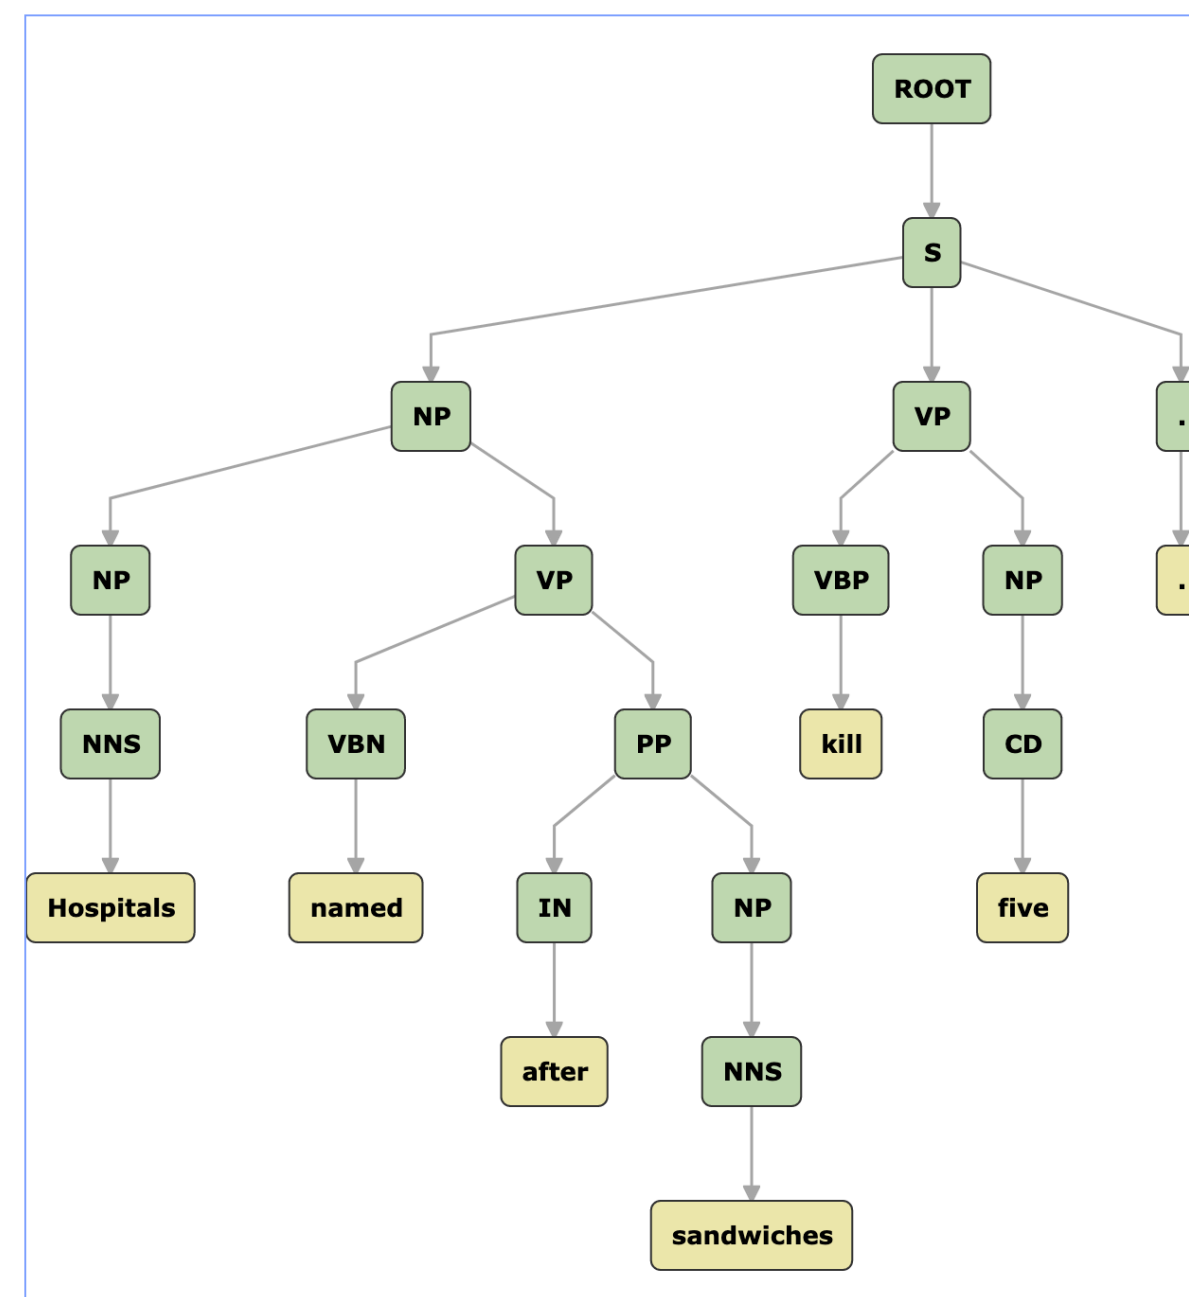 ROOT
S
NP VP .
NP VP VBP NP .
NNS VBN PP kill CD
Hospitals named IN NP five
after NNS
sandwiches